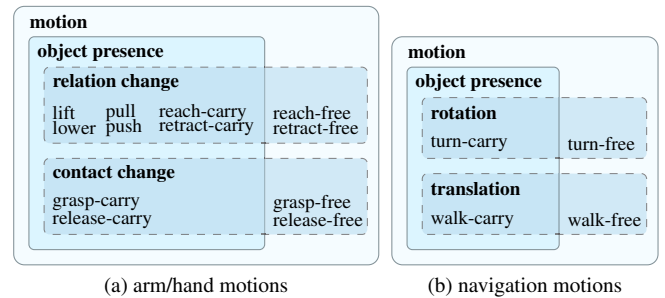 motion
object presence
relation change
lift pull reach-carry reach-free
lower push retract-carry retract-free
contact change
grasp-carry grasp-free
release-carry release-free
(a) arm/hand motions
motion
object presence
rotation
turn-carry turn-free
translation
walk-carry walk-free
(b) navigation motions